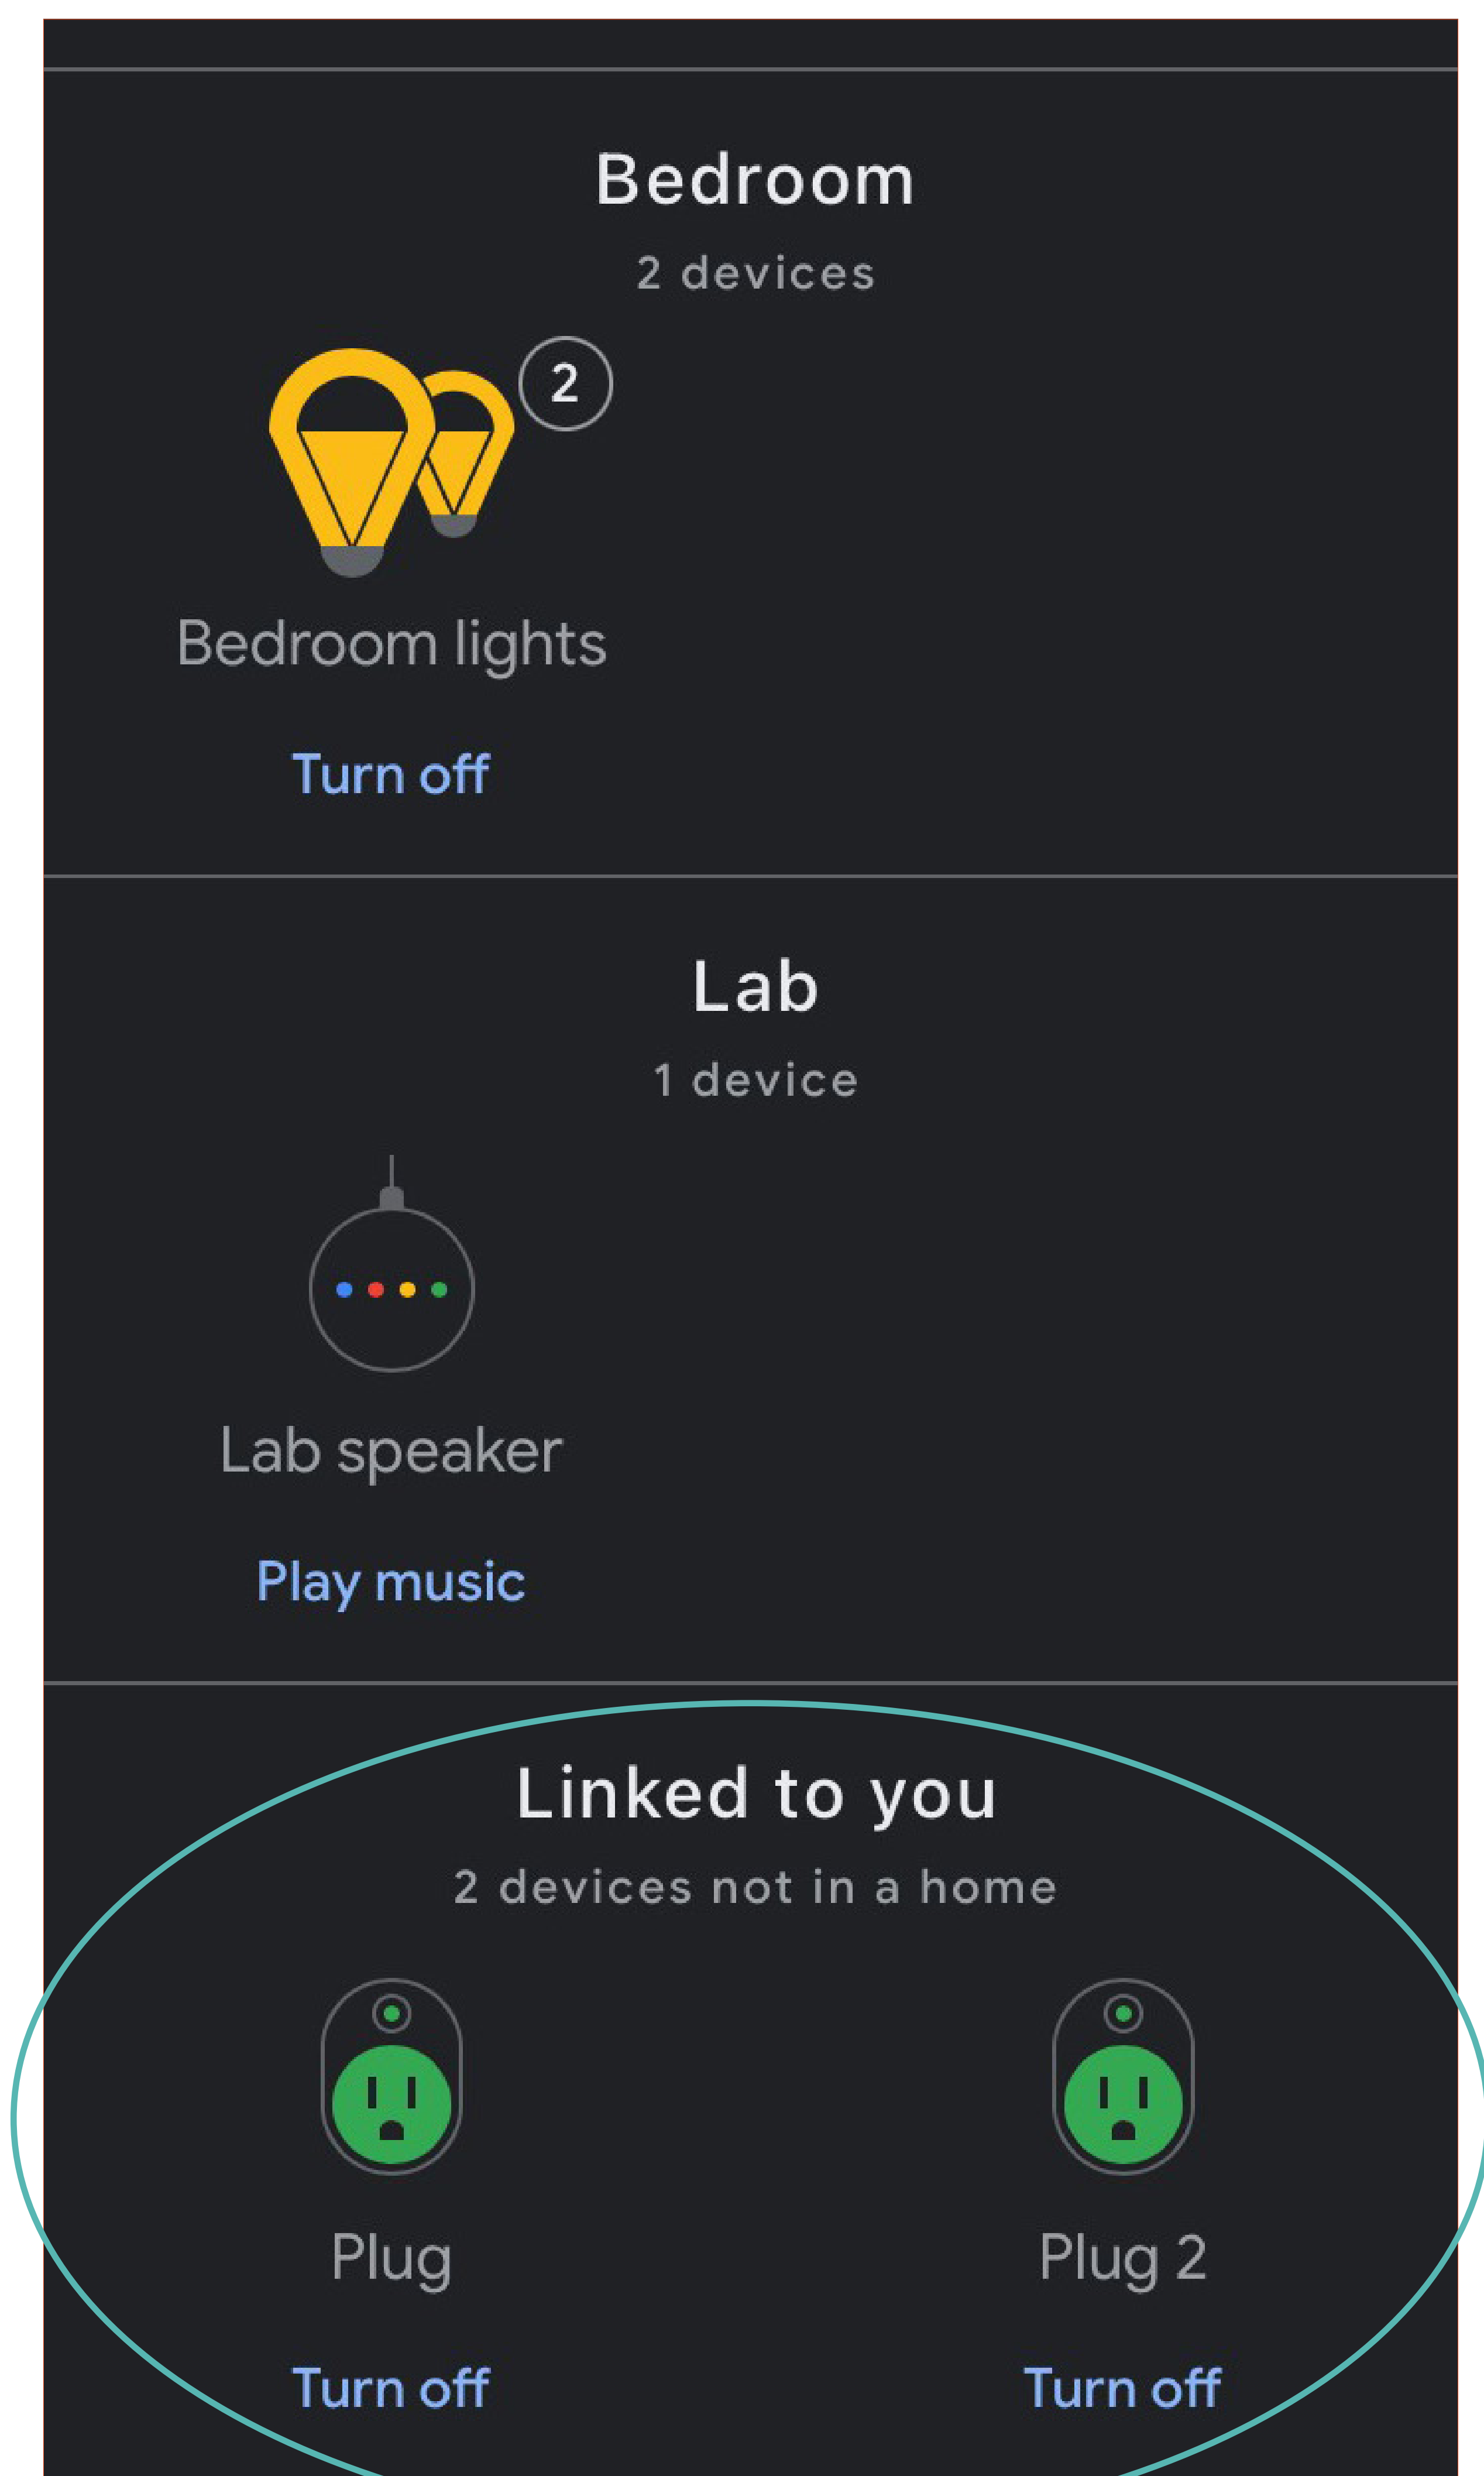 Bedroom
2 devices
2
Bedroom lights
Turn off
Lab
1 device
Lab speaker
Play music
Linked to you
2 devices not in a home
Plug
Plug 2
Turn off
Turn off